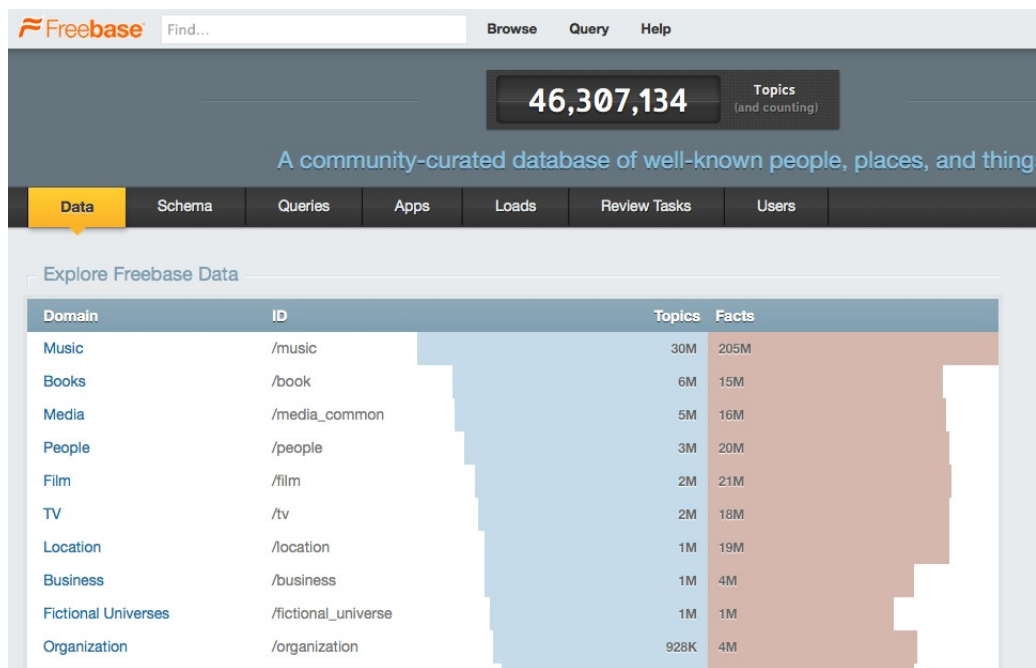 Freebase Find... Browse Query Help
46,307,134 Topics
(and counting)
A community-curated database of well-known people, places, and thing
Data Schema Queries Apps Loads Review Tasks Users
Explore Freebase Data
Domain ID Topics Facts
Music /music 30M 205M
Books /book 6M 15M
Media /media_common 5M 16M
People /people 3M 20M
Film /film 2M 21M
TV /tv 2M 18M
Location /location 1M 19M
Business /business 1M 4M
Fictional Universes /fictional_universe 1M 1M
Organization /organization 928K 4M